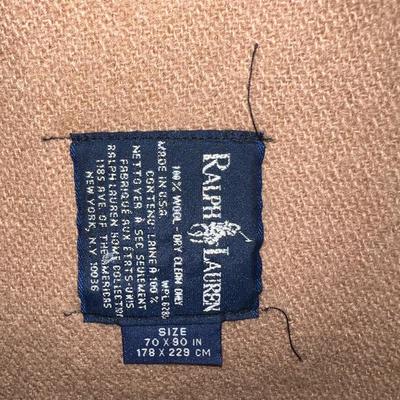 RALPH LAUREN
100% WOOL - DRY CLEAN ONLY
MADE IN U.S.A.
CONTENU: LAINE A 100%
NETTOYER A SEC SEULEMENT
FABRIQUE AUX ETATS-UNIS
RALPH LAUREN HOME COLLECTION
1185 AVE. OF THE AMERICAS
NEW YORK, N.Y. 10036
SIZE
70 X 90 IN
178 X 229 CM